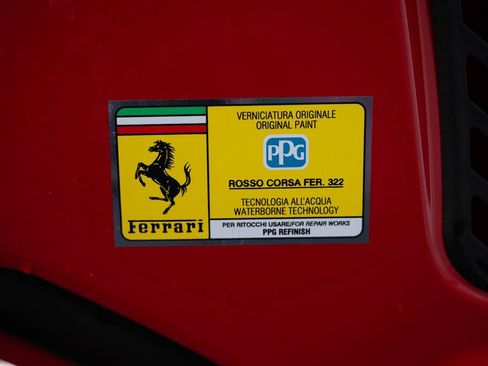 Ferrari
VERNICIATURA ORIGINALE
ORIGINAL PAINT
PPG
ROSSO CORSA FER. 322
TECNOLOGIA ALL'ACQUA
WATERBORNE TECHNOLOGY
PER RITOCCHI USARE/FOR REPAIR WORKS
PPG REFINISH